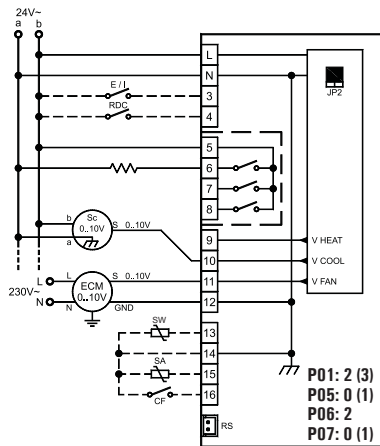 24V~
a b
L
N
JP2
E / I
3
RDC
4
5
6
7
8
b Sc S 0..10V
0..10V
a
9 V HEAT
10 V COOL
L L ECM S 0..10V 11 V FAN
230V~ 0..10V
N N GND 12
SW
13
14
SA
15
CF
16
RS
P01: 2 (3)
P05: 0 (1)
P06: 2
P07: 0 (1)